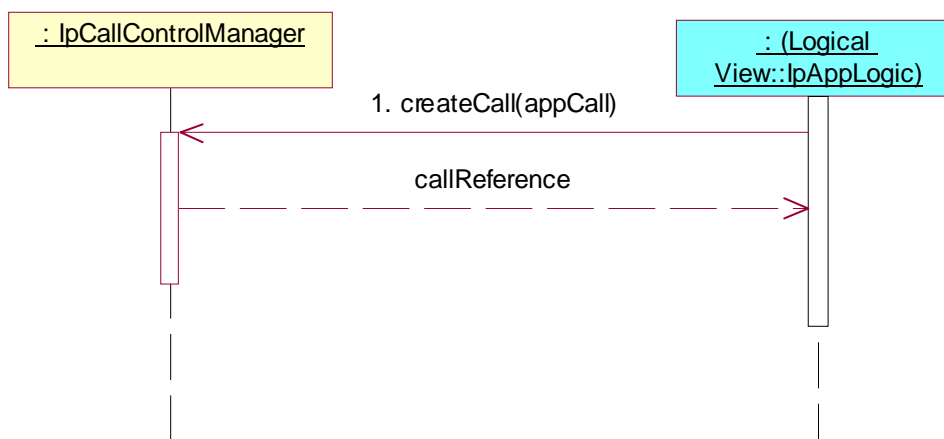 : IpCallControlManager
: (Logical
View::IpAppLogic)
1. createCall(appCall)
callReference